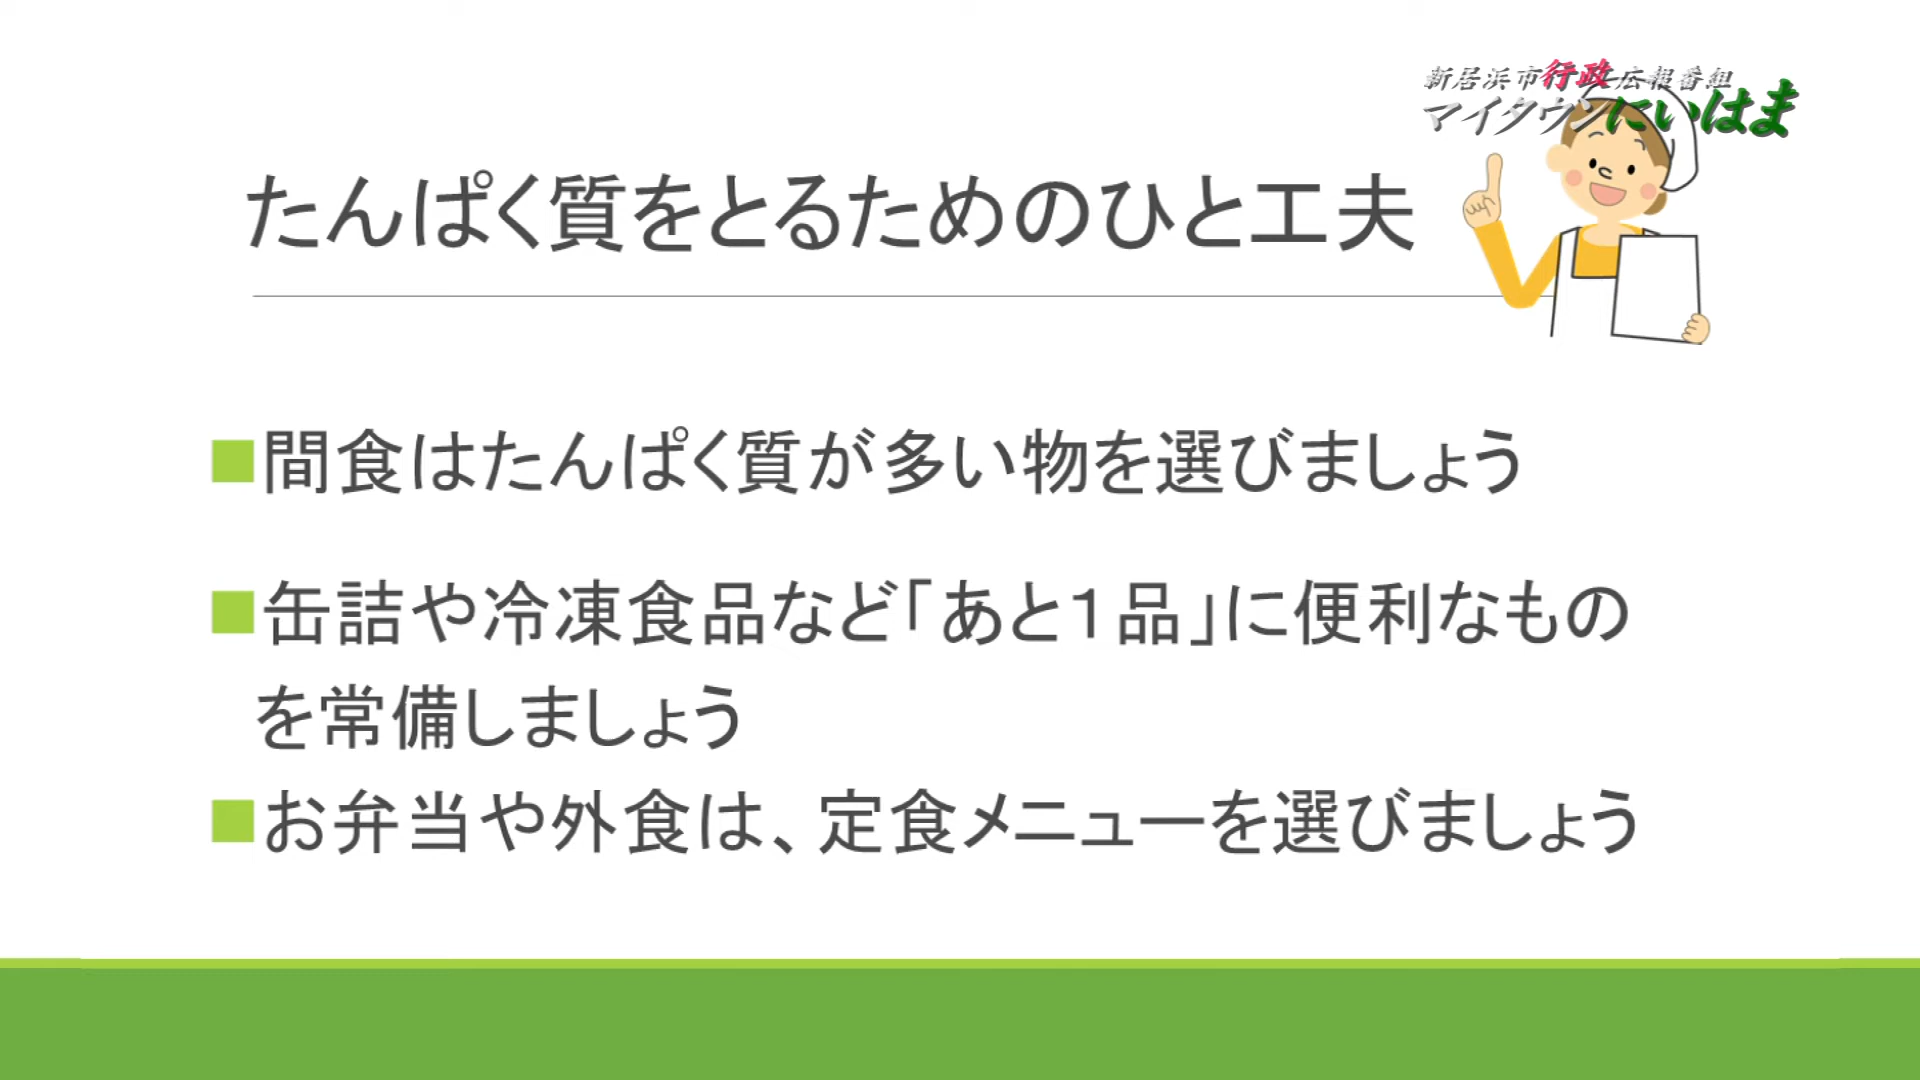 新居浜市行政広報番組
マイタウンにいはま
たんぱく質をとるためのひと工夫
■間食はたんぱく質が多い物を選びましょう
■缶詰や冷凍食品など「あと１品」に便利なもの
を常備しましょう
■お弁当や外食は、定食メニューを選びましょう